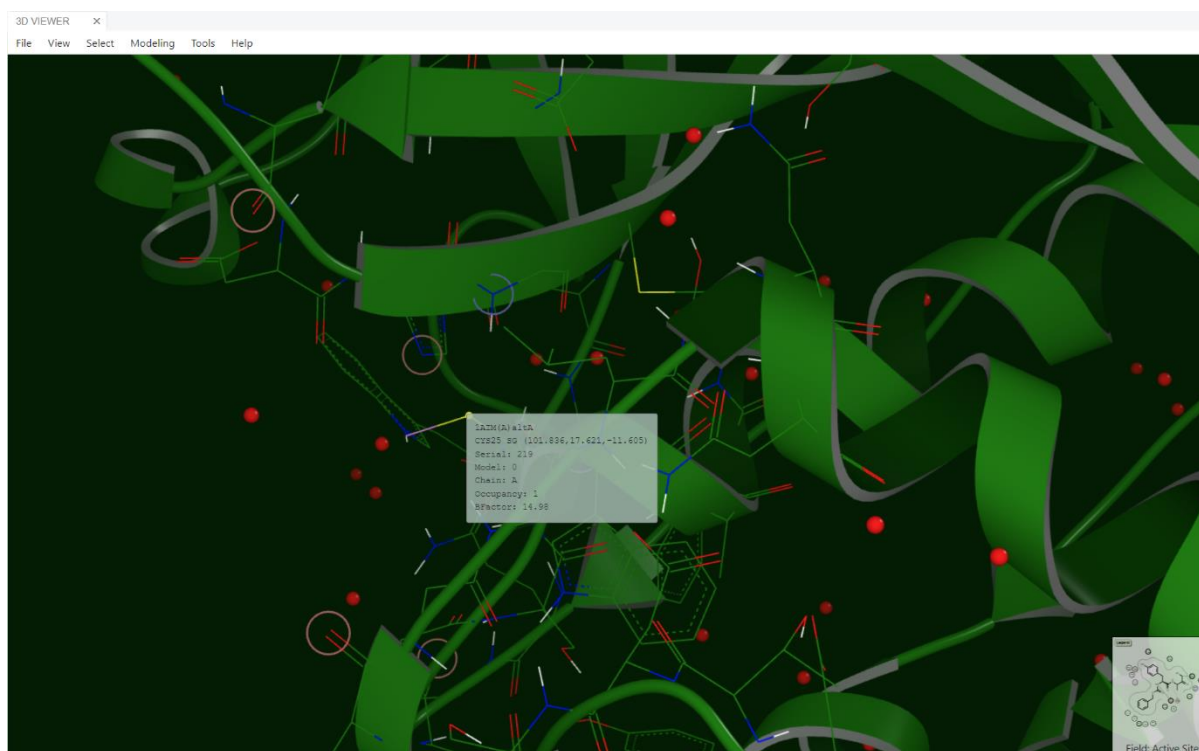 3D VIEWER ×
File View Select Modeling Tools Help
1AIM(A)altA
CYS25 SG (101.836,17.621,-11.605)
Serial: 219
Model: 0
Chain: A
Occupancy: 1
BFactor: 14.98
Field: Active Site